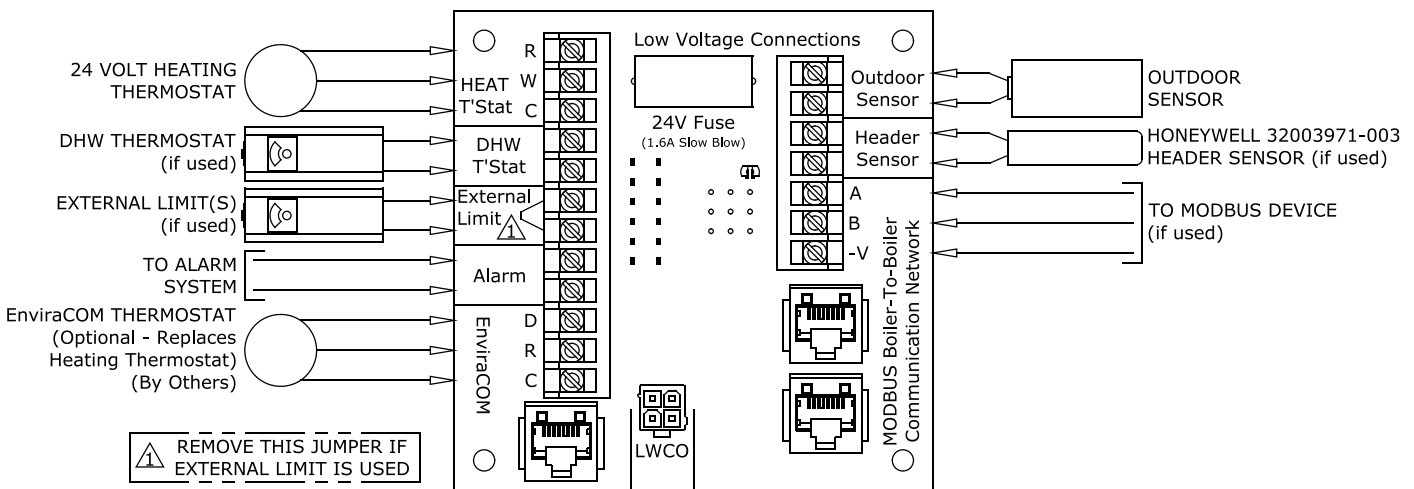 24 VOLT HEATING
THERMOSTAT
DHW THERMOSTAT
(if used)
EXTERNAL LIMIT(S)
(if used)
TO ALARM
SYSTEM
EnviraCOM THERMOSTAT
(Optional - Replaces
Heating Thermostat)
(By Others)
1 REMOVE THIS JUMPER IF
EXTERNAL LIMIT IS USED
R
HEAT W
T'Stat C
DHW
T'Stat
External
Limit 1
Alarm
D
R
C
EnviraCOM
Low Voltage Connections
24V Fuse
(1.6A Slow Blow)
LWCO
Outdoor
Sensor
Header
Sensor
A
B
-V
MODBUS Boiler-To-Boiler
Communication Network
OUTDOOR
SENSOR
HONEYWELL 32003971-003
HEADER SENSOR (if used)
TO MODBUS DEVICE
(if used)